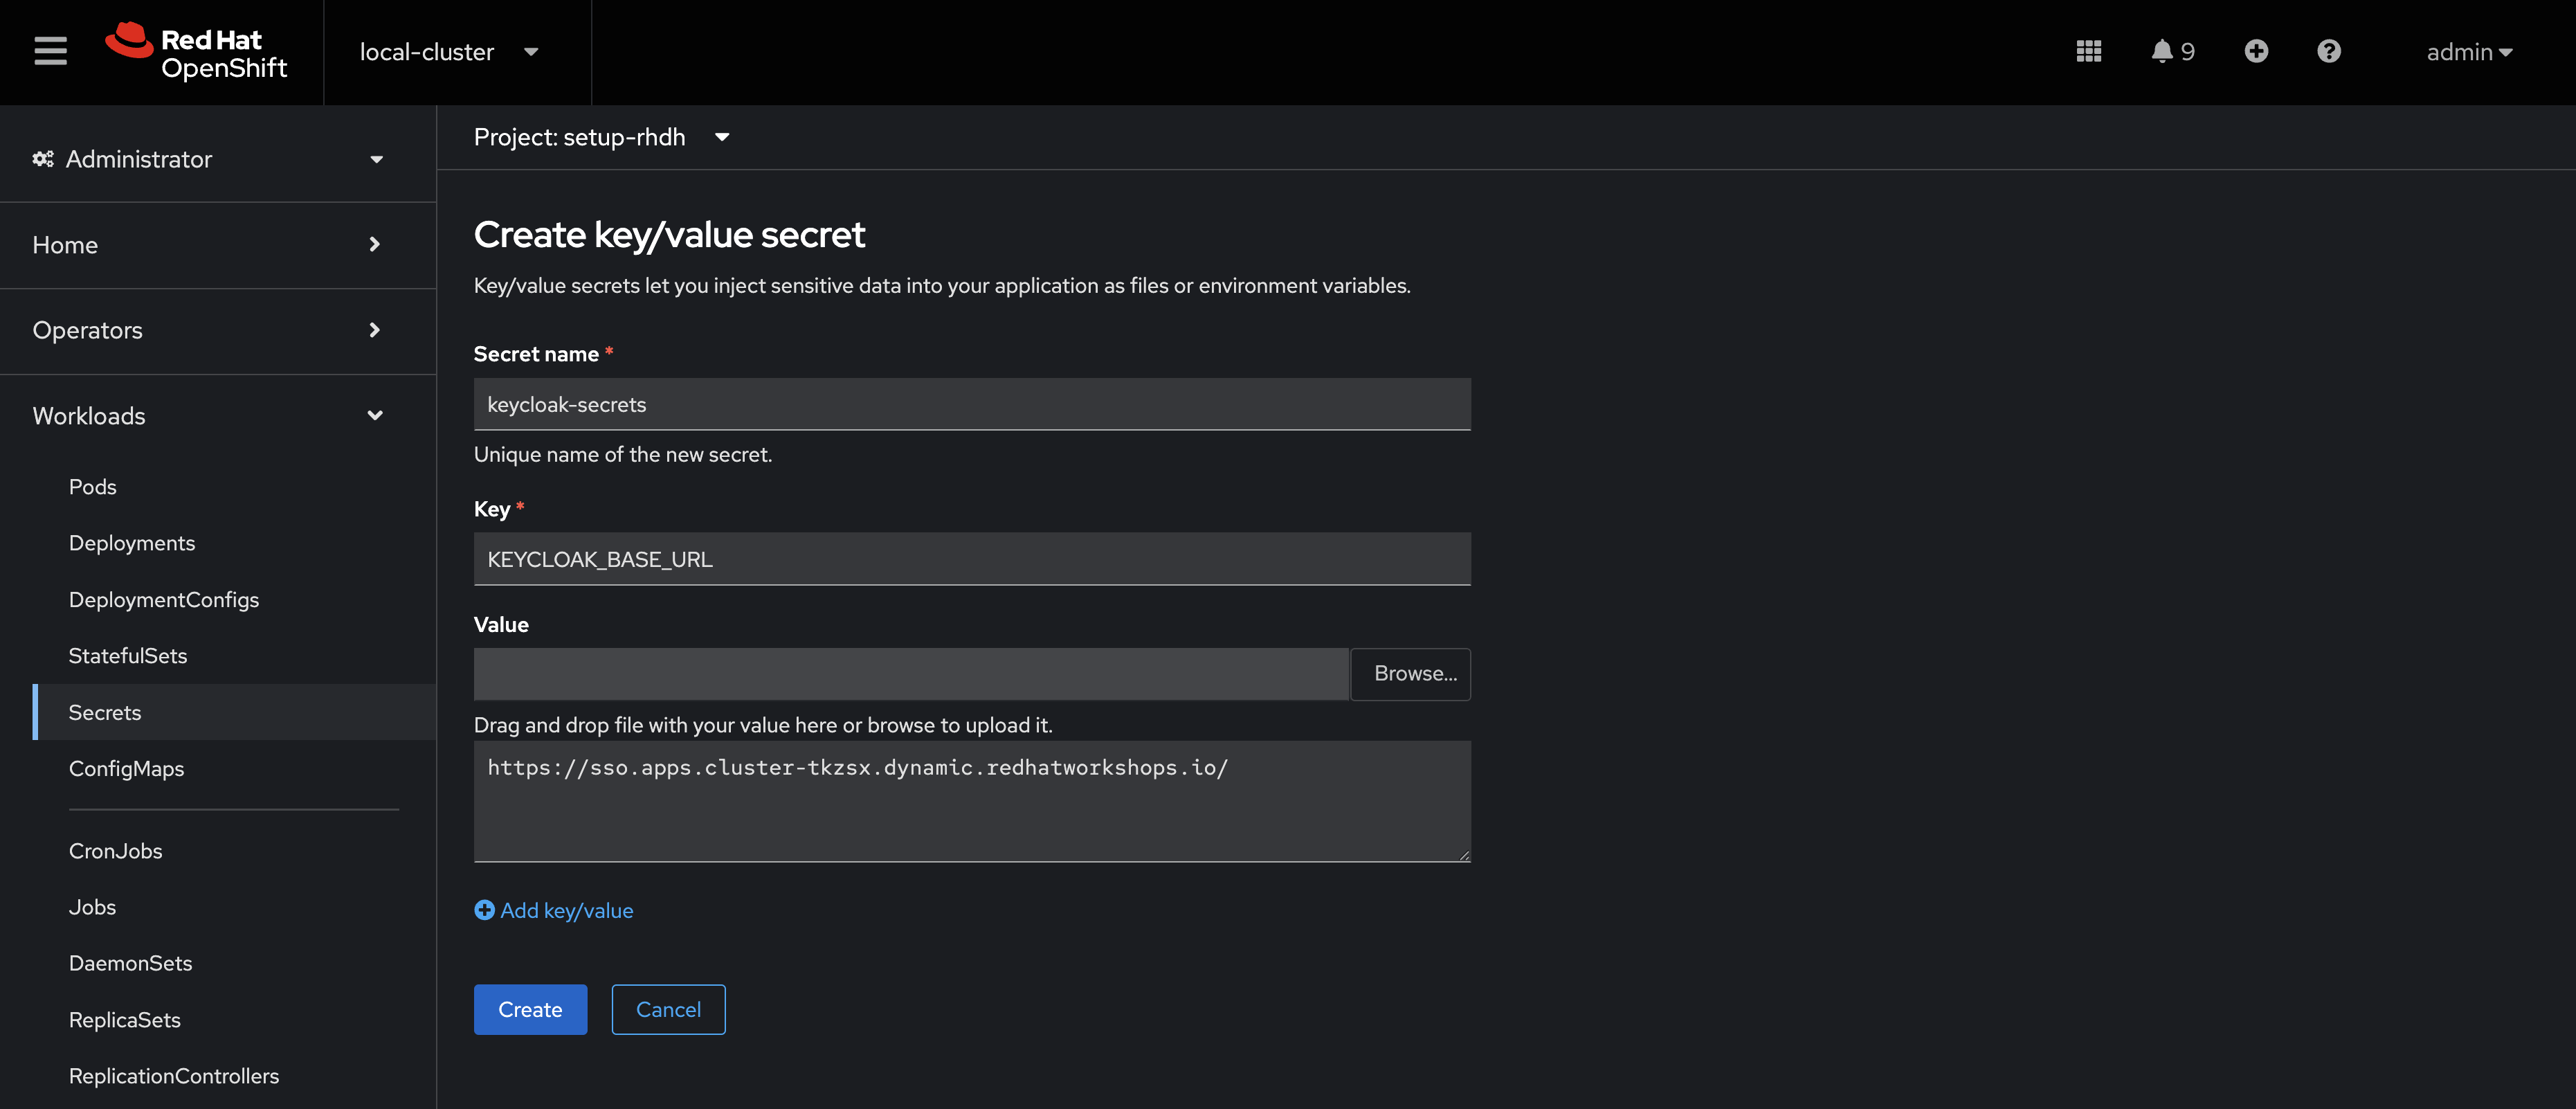 Red Hat
OpenShift
local-cluster
9
admin
Administrator
Home
Operators
Workloads
Pods
Deployments
DeploymentConfigs
StatefulSets
Secrets
ConfigMaps
CronJobs
Jobs
DaemonSets
ReplicaSets
ReplicationControllers
Project: setup-rhdh
Create key/value secret
Key/value secrets let you inject sensitive data into your application as files or environment variables.
Secret name *
keycloak-secrets
Unique name of the new secret.
Key *
KEYCLOAK_BASE_URL
Value
Browse...
Drag and drop file with your value here or browse to upload it.
https://sso.apps.cluster-tkzsx.dynamic.redhatworkshops.io/
Add key/value
Create
Cancel